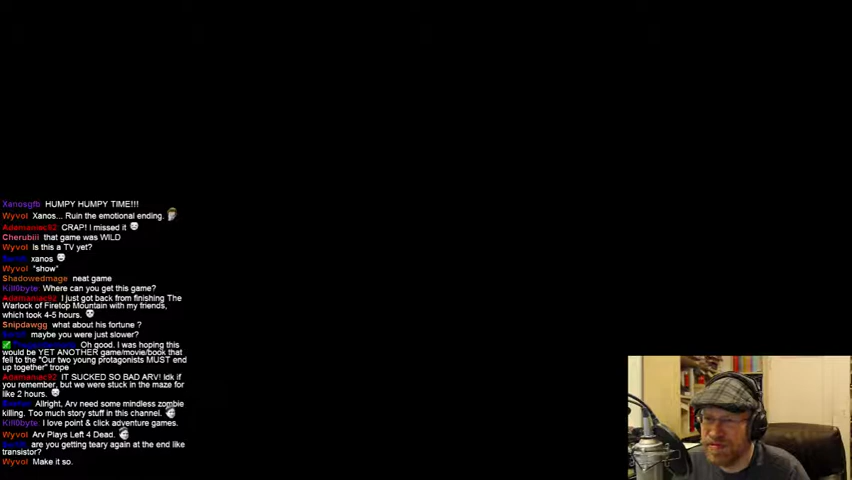 Xanosgfb HUMPY HUMPY TIME!!!
Wyvol Xanos... Ruin the emotional ending.
Adamaniac92 CRAP! I missed it
Cherubiii that game was WILD
Wyvol Is this a TV yet?
xanos
Wyvol *show*
Shadowedmage neat game
Kill0byte Where can you get this game?
Adamaniac92 I just got back from finishing The
Warlock of Firetop Mountain with my friends,
which took 4-5 hours.
Snipdawgg what about his fortune ?
maybe you were just slower?
Oh good. I was hoping this
would be YET ANOTHER game/movie/book that
fell to the "Our two young protagonists MUST end
up together" trope
Adamaniac92 IT SUCKED SO BAD ARV! Idk if
you remember, but we were stuck in the maze for
like 2 hours.
Allright, Arv need some mindless zombie
killing. Too much story stuff in this channel.
Kill0byte I love point & click adventure games.
Wyvol Arv Plays Left 4 Dead.
are you getting teary again at the end like
transistor?
Wyvol Make it so.